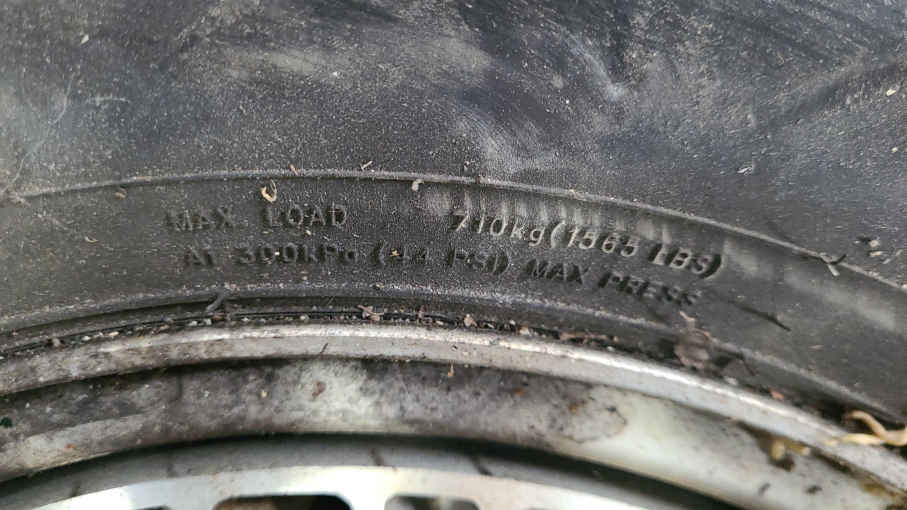 MAX. LOAD 710kg (1565 LBS)
AT 300kPa (44 PSI) MAX PRESS